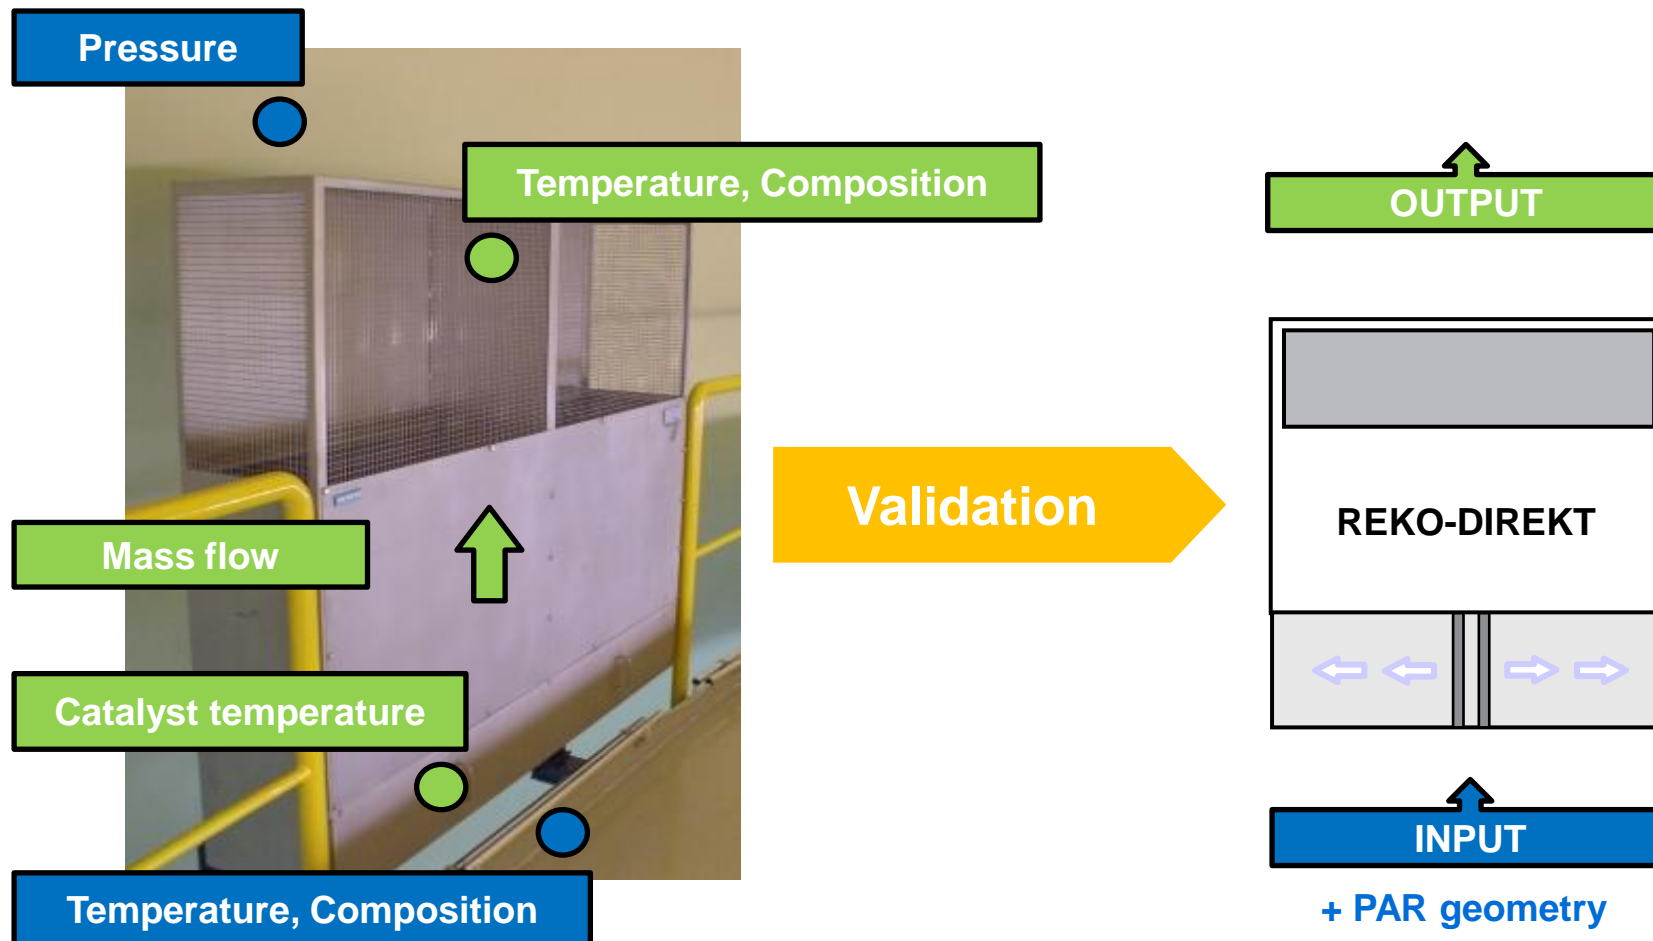 Pressure
Temperature, Composition
Mass flow
Catalyst temperature
Temperature, Composition
Validation
OUTPUT
REKO-DIREKT
INPUT
+ PAR geometry